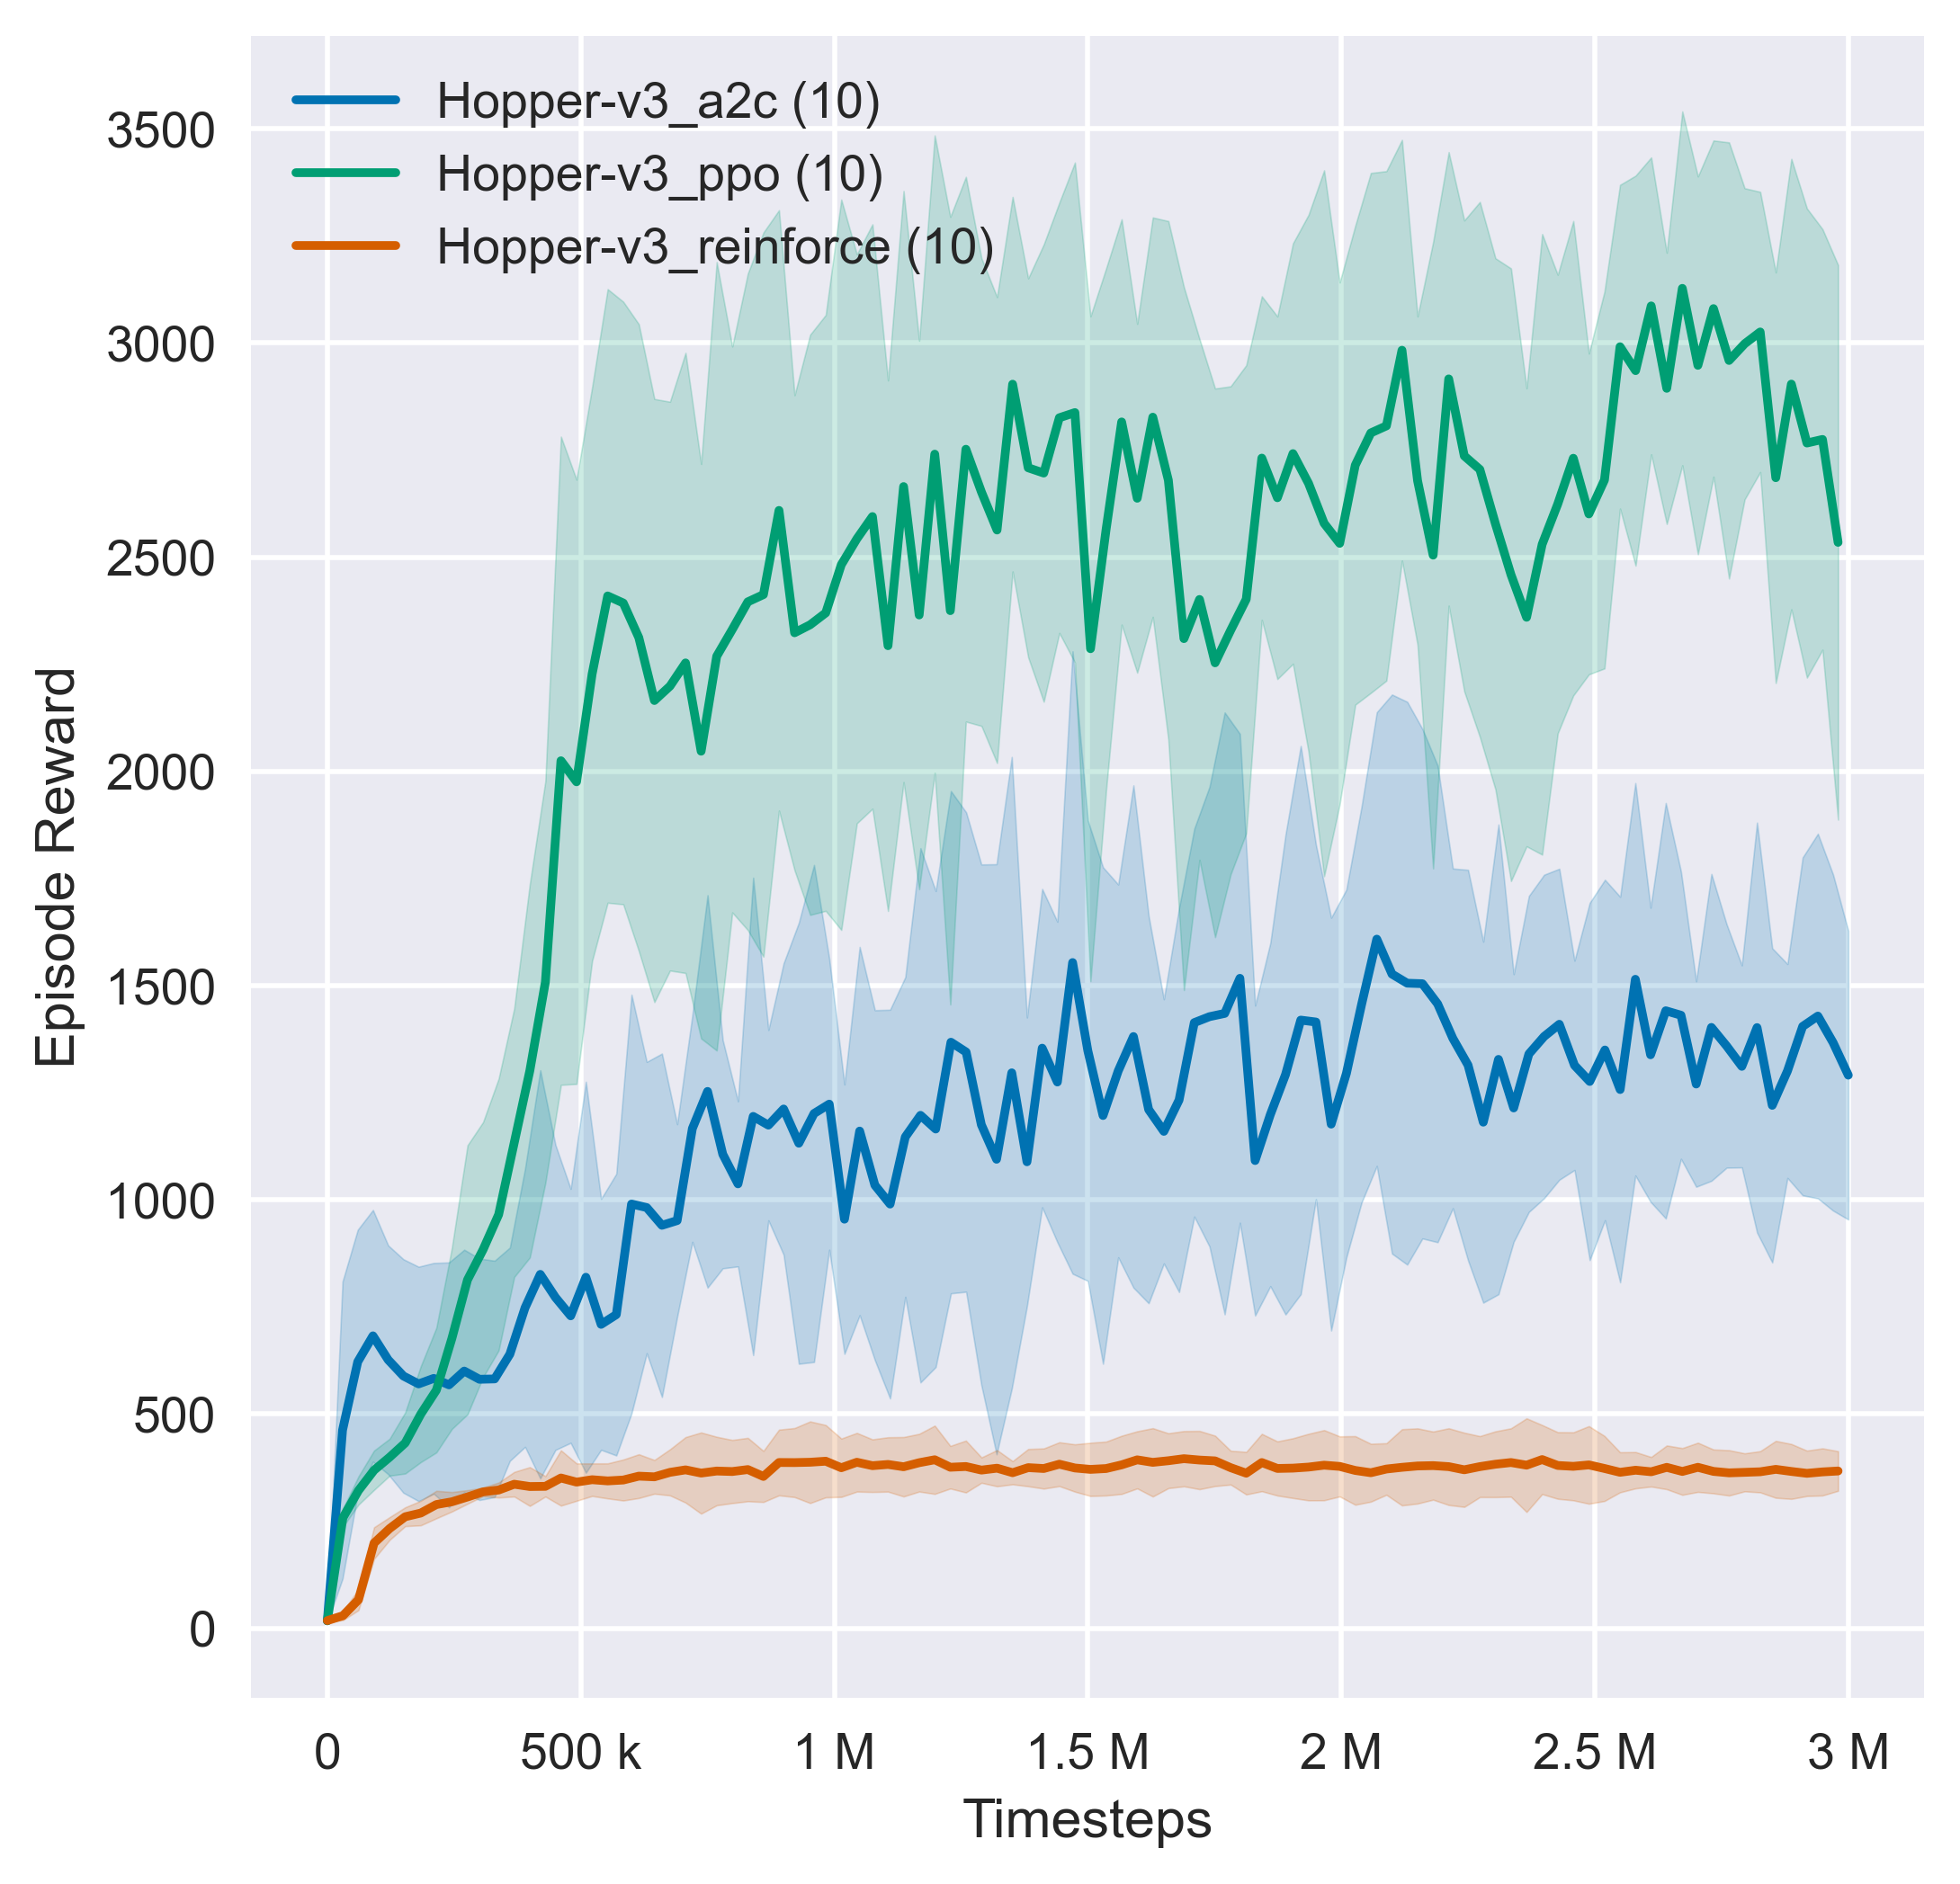 Hopper-v3_a2c (10)
Hopper-v3_ppo (10)
Hopper-v3_reinforce (10)
3500
3000
2500
2000
1500
1000
500
0
Episode Reward
0 500 k 1 M 1.5 M 2 M 2.5 M 3 M
Timesteps